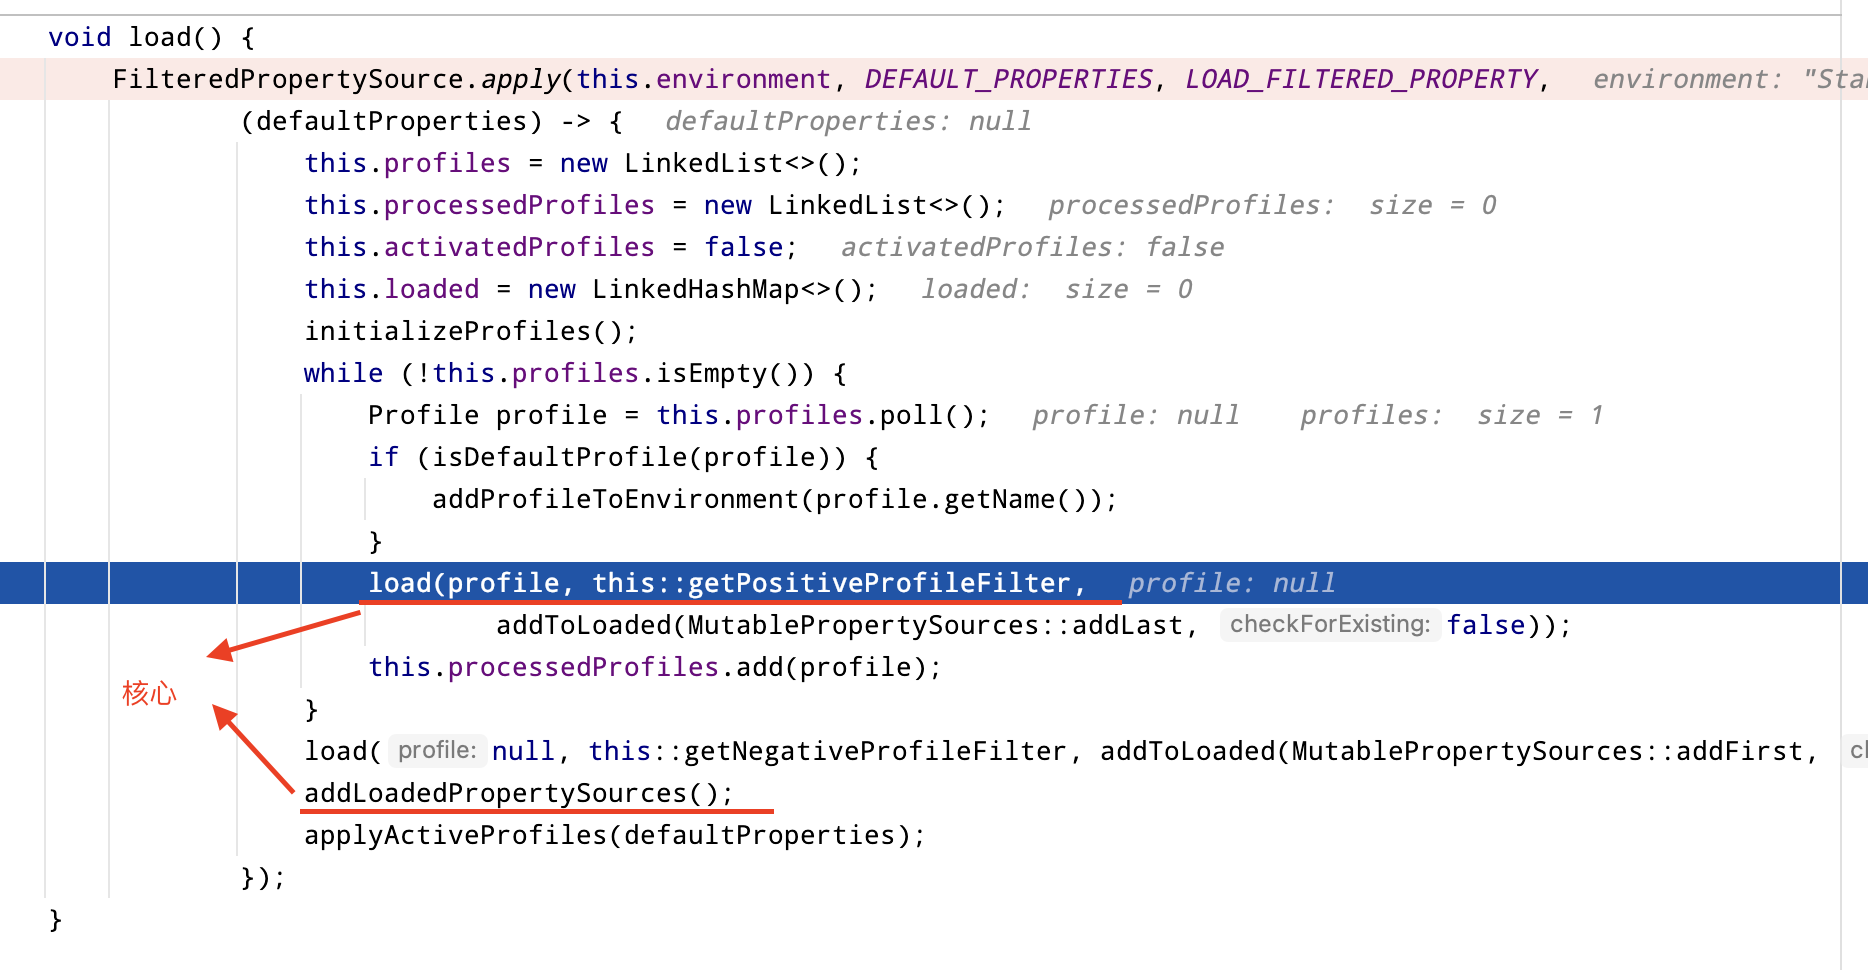 void load() {
FilteredPropertySource.apply(this.environment, DEFAULT_PROPERTIES, LOAD_FILTERED_PROPERTY, environment: "Sta
(defaultProperties) -> { defaultProperties: null
this.profiles = new LinkedList<>();
this.processedProfiles = new LinkedList<>(); processedProfiles: size = 0
this.activatedProfiles = false; activatedProfiles: false
this.loaded = new LinkedHashMap<>(); loaded: size = 0
initializeProfiles();
while (!this.profiles.isEmpty()) {
Profile profile = this.profiles.poll(); profile: null profiles: size = 1
if (isDefaultProfile(profile)) {
addProfileToEnvironment(profile.getName());
}
load(profile, this::getPositiveProfileFilter, profile: null
addToLoaded(MutablePropertySources::addLast, checkForExisting: false));
this.processedProfiles.add(profile);
核心
}
load( profile: null, this::getNegativeProfileFilter, addToLoaded(MutablePropertySources::addFirst, c
addLoadedPropertySources();
applyActiveProfiles(defaultProperties);
});
}